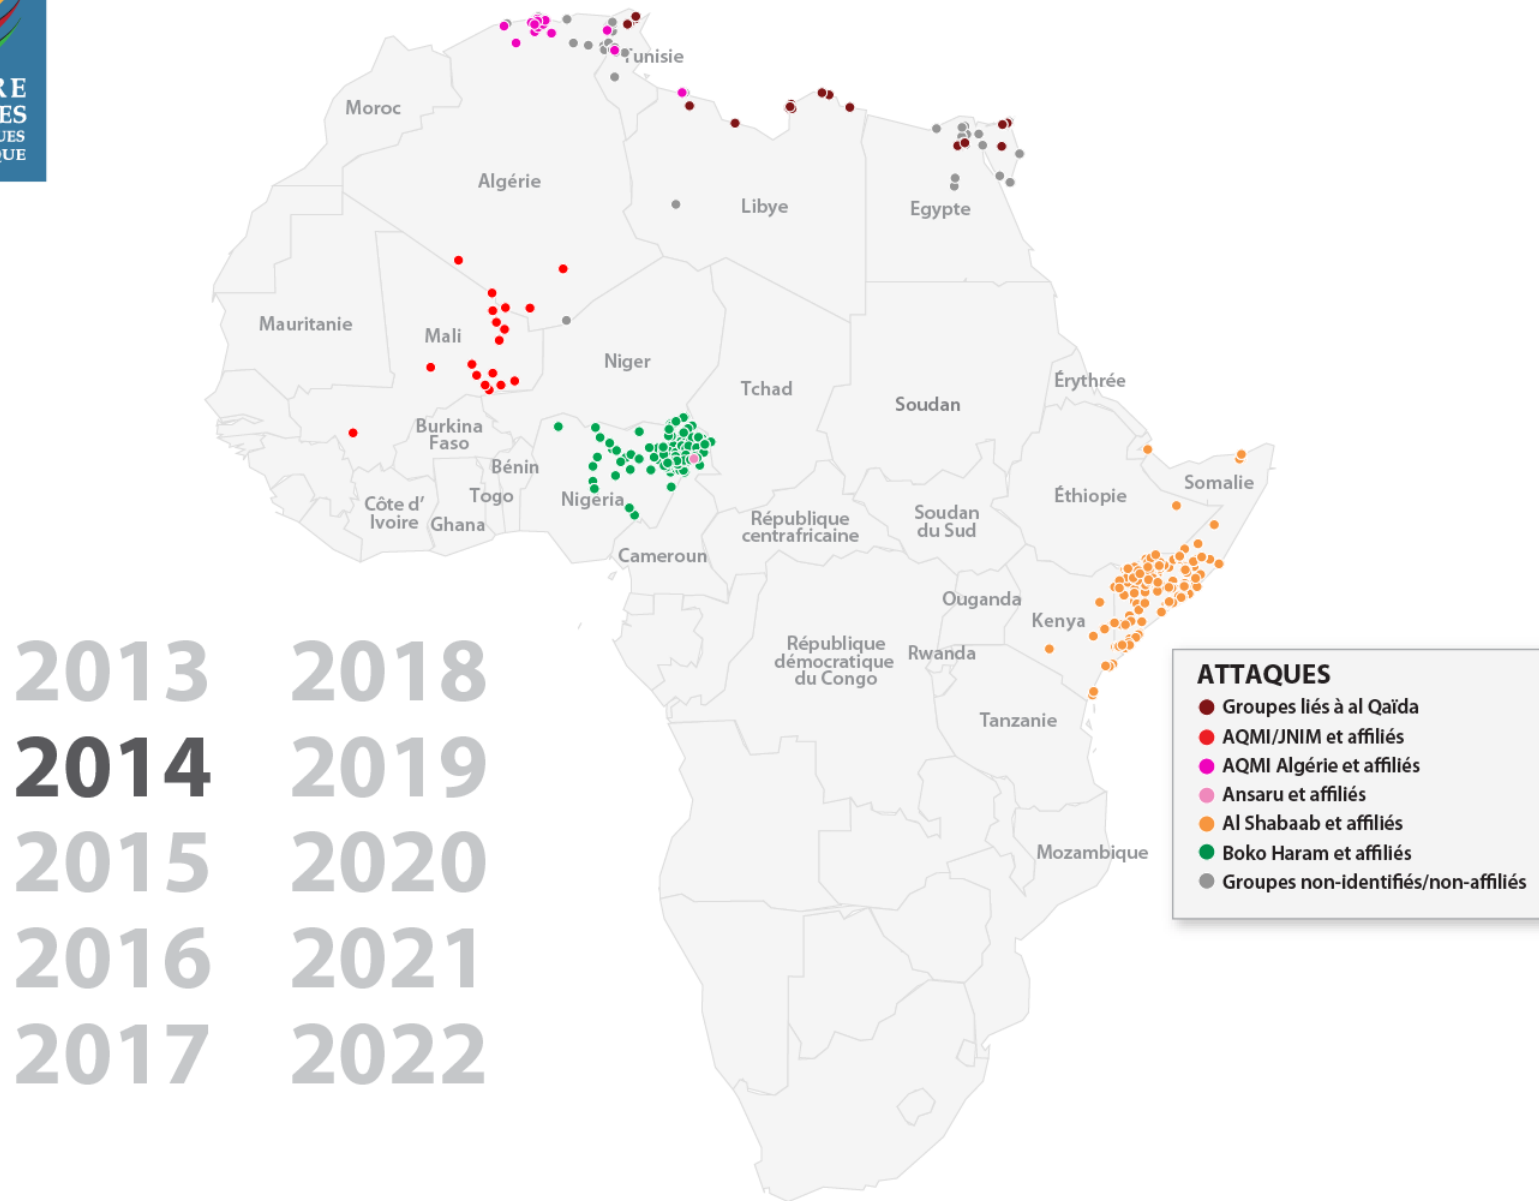 RE
ES
UES
QUE
Tunisie
Moroc
Algérie
Libye
Egypte
Mauritanie
Mali
Niger
Tchad
Soudan
Érythrée
Burkina
Faso
Bénin
Togo
Nigeria
Côte d’
Ivoire
Ghana
Cameroun
République
centrafricaine
Soudan
du Sud
Éthiopie
Somalie
Ouganda
Kenya
République
démocratique
du Congo
Rwanda
Tanzanie
Mozambique
2013 2018
2014 2019
2015 2020
2016 2021
2017 2022
ATTAQUES
Groupes liés à al Qaïda
AQMI/JNIM et affiliés
AQMI Algérie et affiliés
Ansaru et affiliés
Al Shabaab et affiliés
Boko Haram et affiliés
Groupes non-identifiés/non-affiliés